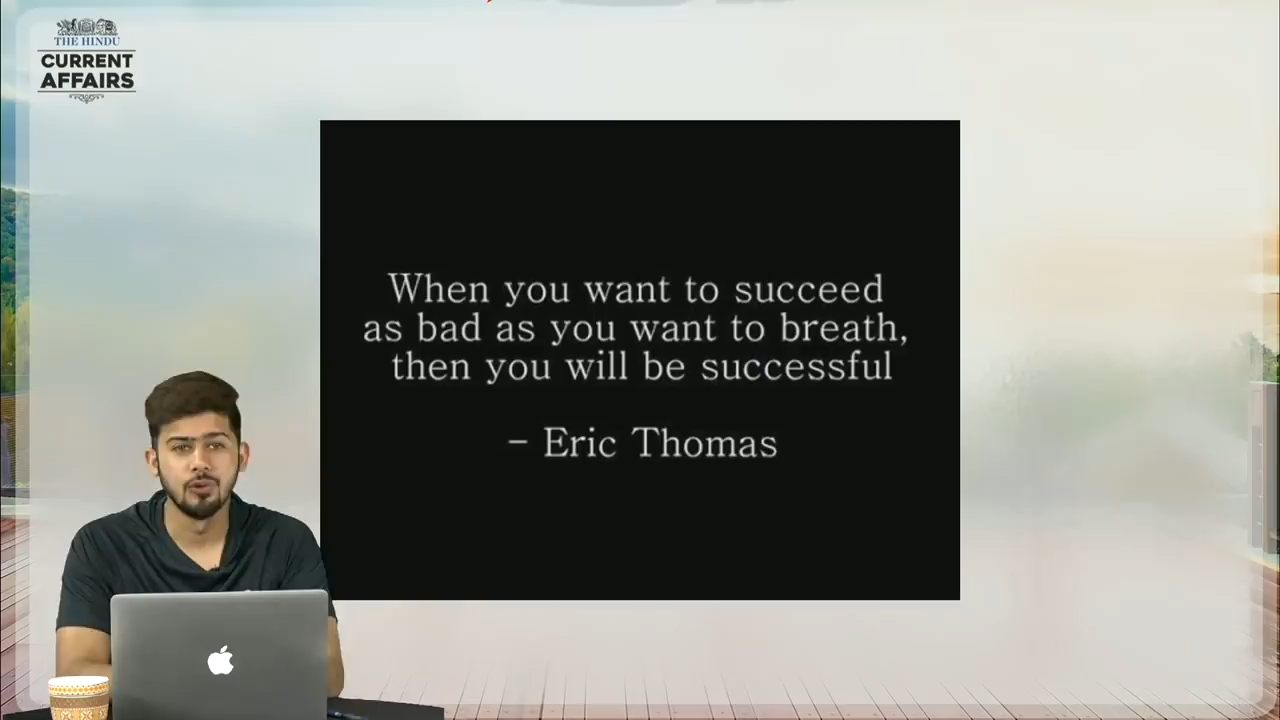 THE HINDU
CURRENT
AFFAIRS
When you want to succeed
as bad as you want to breath,
then you will be successful
– Eric Thomas